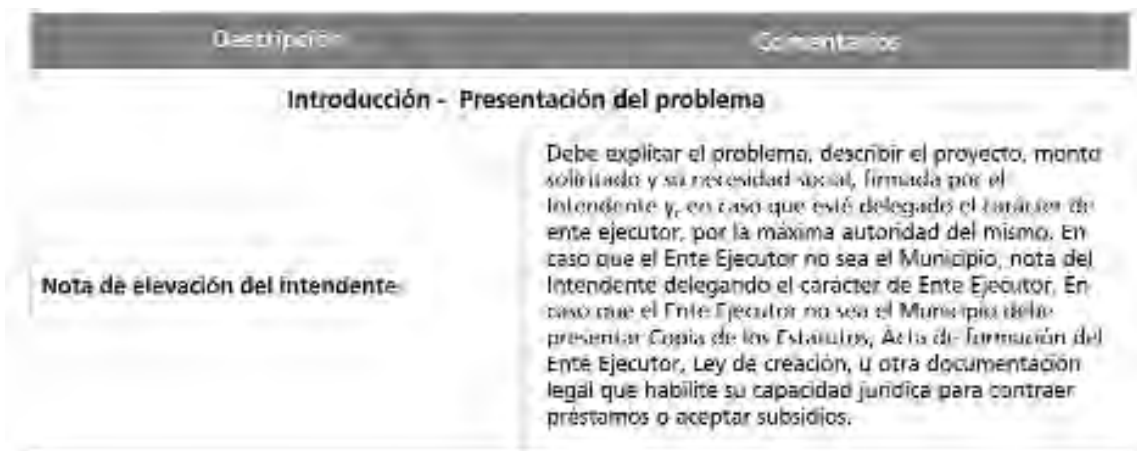 Descripción Comentarios
Introducción - Presentación del problema
Debe explicar el problema, describir el proyecto, monto
solicitado y su necesidad social, firmada por el
Intendente y, en caso que esté delegado el carácter de
ente ejecutor, por la máxima autoridad del mismo. En
caso que el Ente Ejecutor no sea el Municipio, nota del
Nota de elevación del intendente
Intendente delegando el carácter de Ente Ejecutor. En
caso que el Ente Ejecutor no sea el Municipio debe
presentar Copia de los Estatutos, Acta de formación del
Ente Ejecutor, Ley de creación, u otra documentación
legal que habilite su capacidad jurídica para contraer
préstamos o aceptar subsidios.